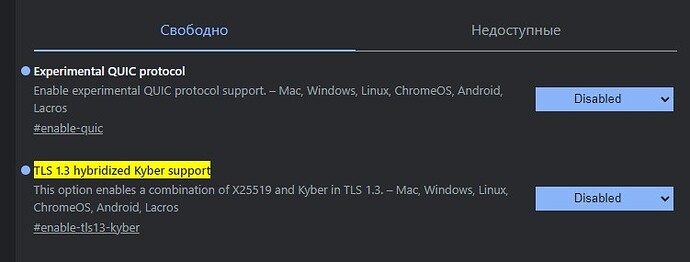 Свободно
Недоступные
Experimental QUIC protocol
Enable experimental QUIC protocol support. – Mac, Windows, Linux, ChromeOS, Android,
Lacros
#enable-quic
Disabled
TLS 1.3 hybridized Kyber support
This option enables a combination of X25519 and Kyber in TLS 1.3. – Mac, Windows, Linux,
ChromeOS, Android, Lacros
#enable-tls13-kyber
Disabled